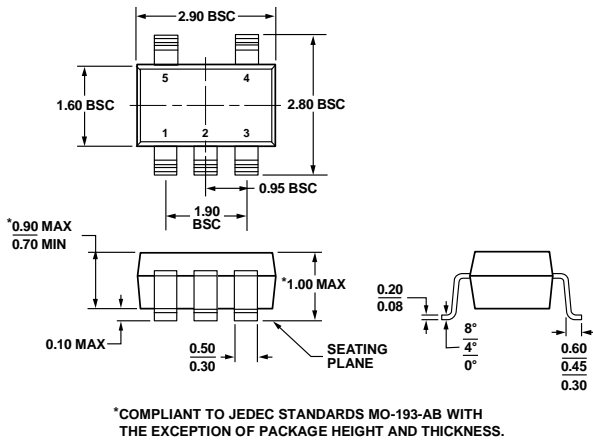 2.90 BSC
5 4
1.60 BSC
2.80 BSC
1 2 3
0.95 BSC
1.90
BSC
*0.90 MAX
0.70 MIN
*1.00 MAX
0.10 MAX
0.50
0.30
SEATING
PLANE
0.20
0.08
8°
4°
0°
0.60
0.45
0.30
*COMPLIANT TO JEDEC STANDARDS MO-193-AB WITH
THE EXCEPTION OF PACKAGE HEIGHT AND THICKNESS.